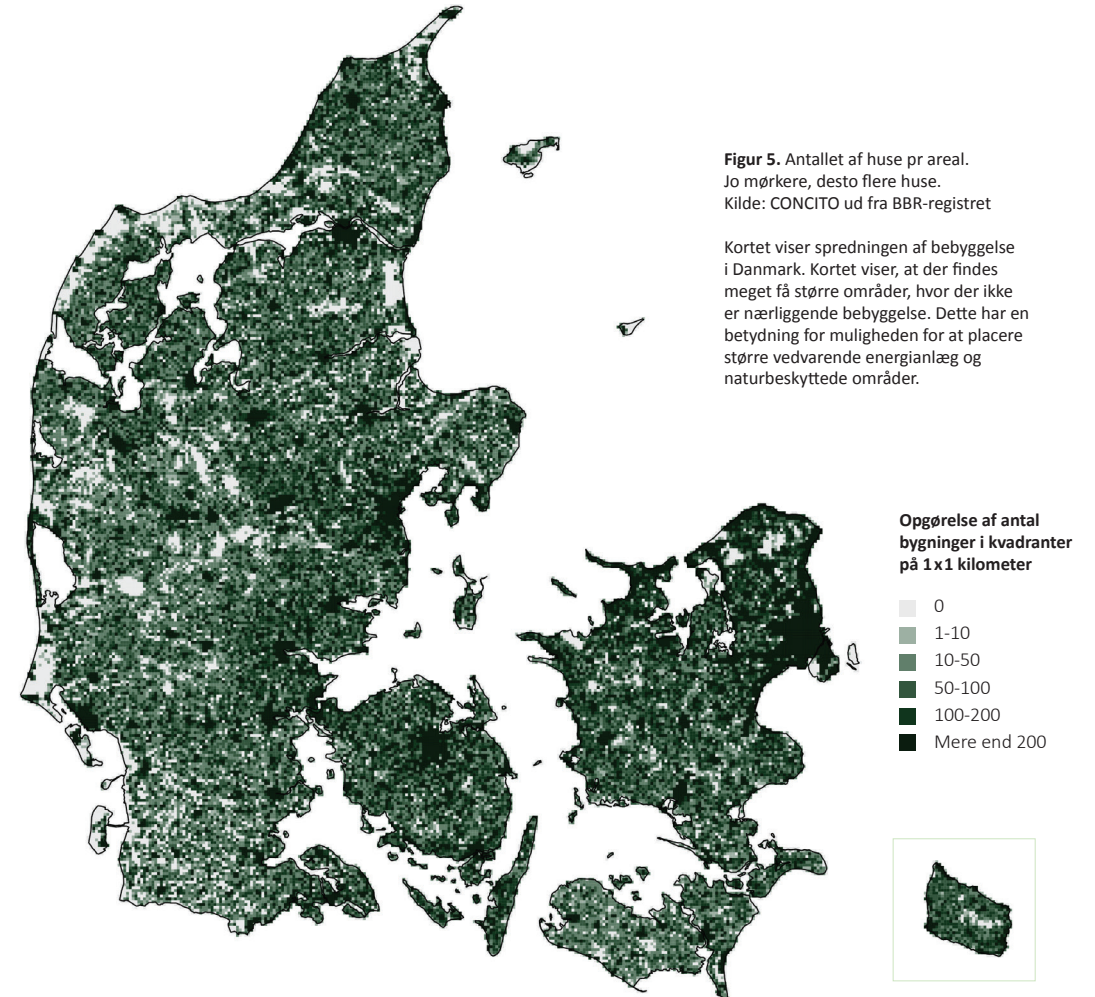 Figur 5. Antallet af huse pr areal.
Jo mørkere, desto flere huse.
Kilde: CONCITO ud fra BBR-registret
Kortet viser spredningen af bebyggelse
i Danmark. Kortet viser, at der findes
meget få større områder, hvor der ikke
er nærliggende bebyggelse. Dette har en
betydning for muligheden for at placere
større vedvarende energianlæg og
naturbeskyttede områder.
Opgørelse af antal
bygninger i kvadranter
på 1x1 kilometer
0
1-10
10-50
50-100
100-200
Mere end 200